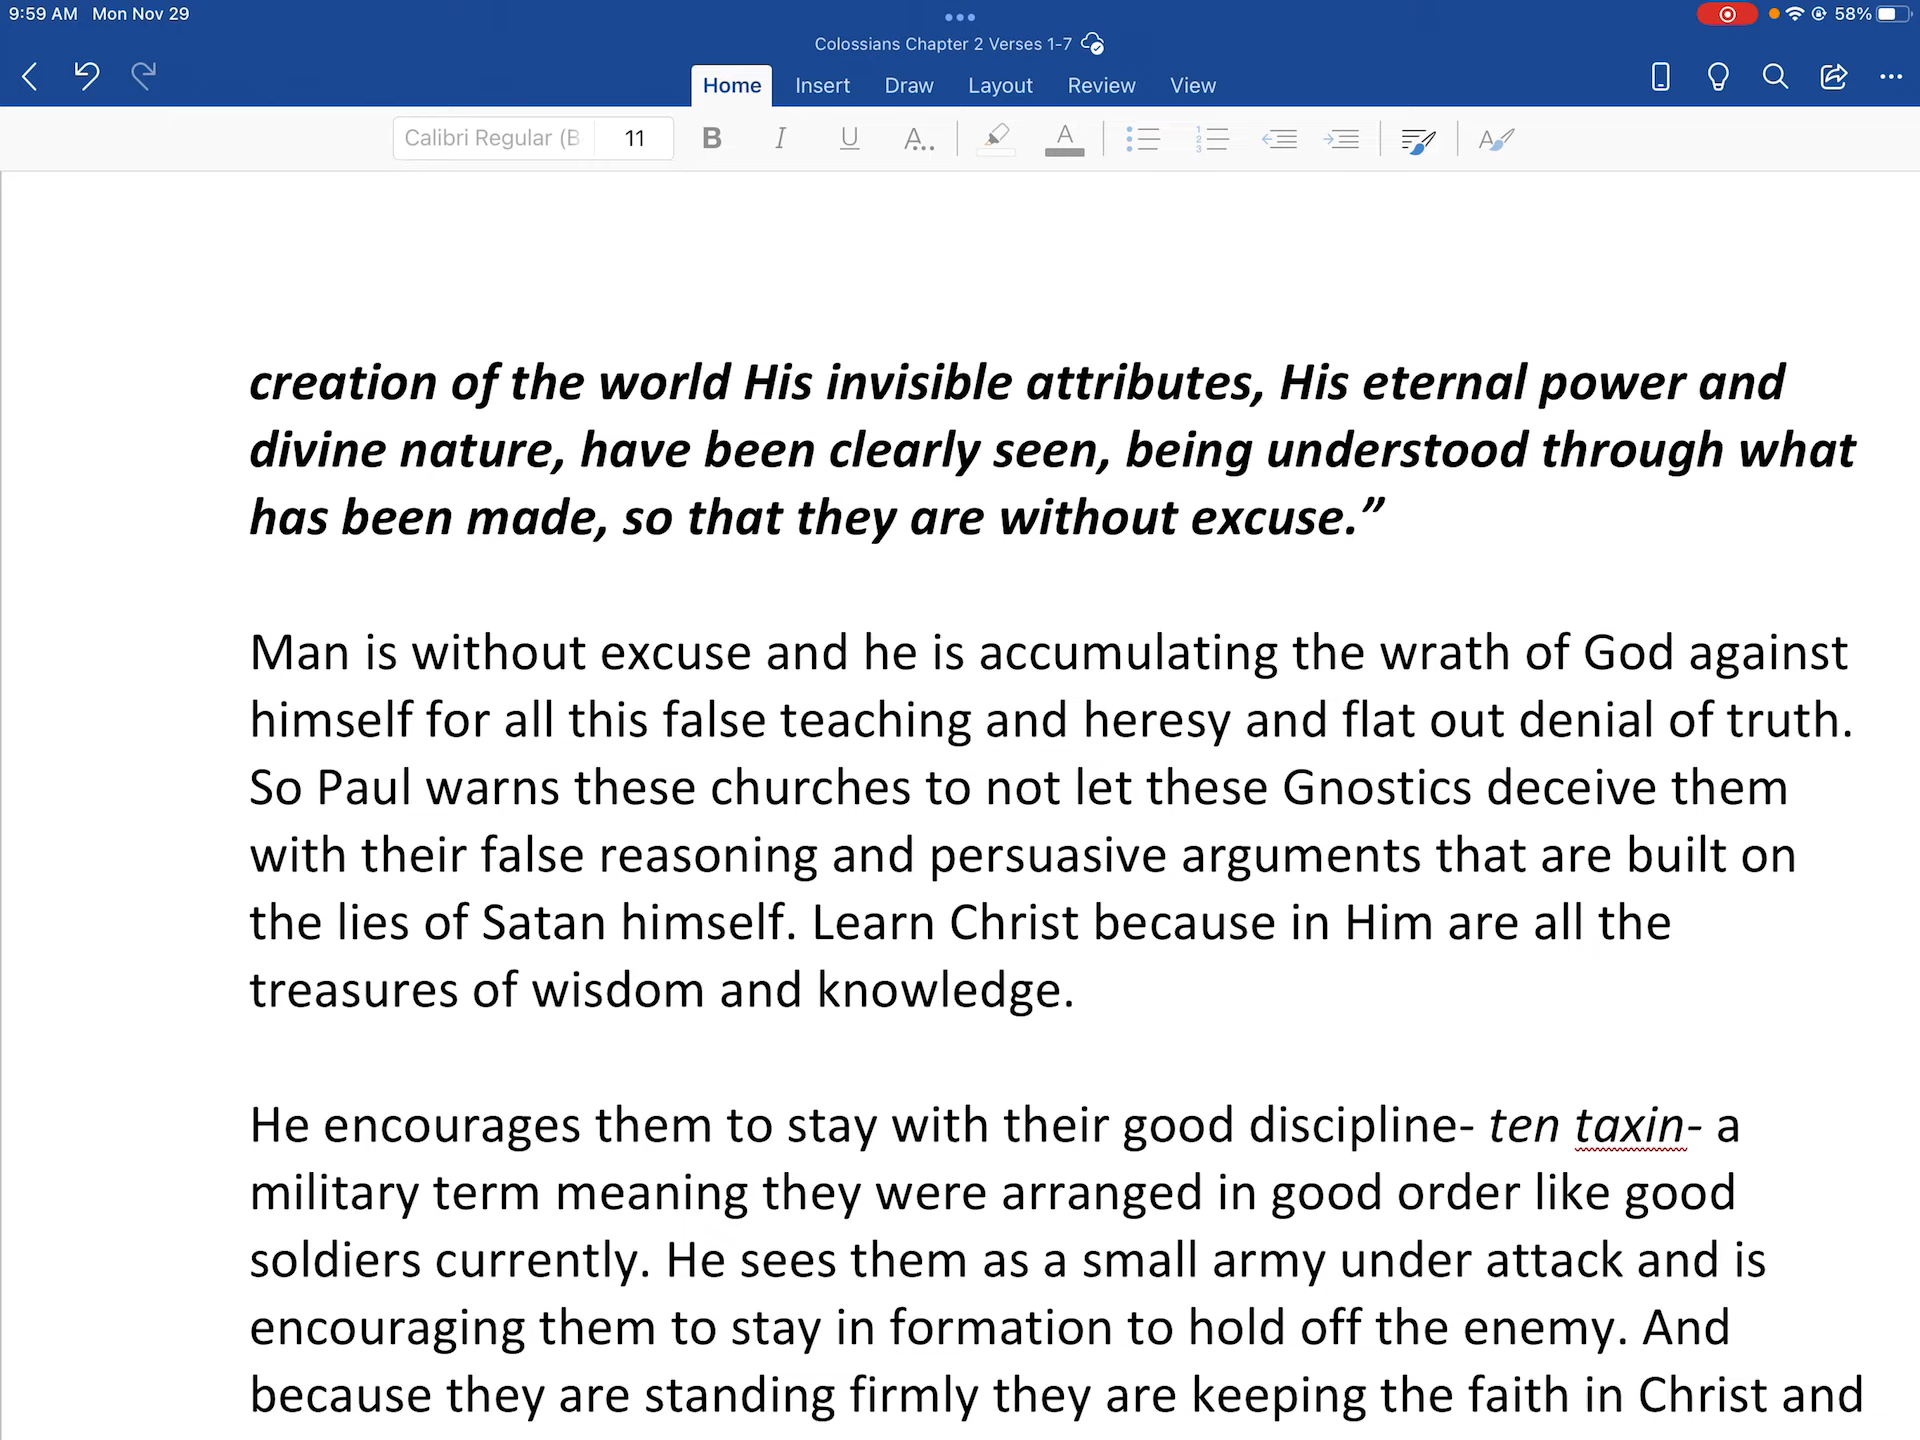 9:59 AM Mon Nov 29
58%
Colossians Chapter 2 Verses 1-7
Home Insert Draw Layout Review View
Calibri Regular (B 11 B I U A.. A A
creation of the world His invisible attributes, His eternal power and
divine nature, have been clearly seen, being understood through what
has been made, so that they are without excuse.”
Man is without excuse and he is accumulating the wrath of God against
himself for all this false teaching and heresy and flat out denial of truth.
So Paul warns these churches to not let these Gnostics deceive them
with their false reasoning and persuasive arguments that are built on
the lies of Satan himself. Learn Christ because in Him are all the
treasures of wisdom and knowledge.
He encourages them to stay with their good discipline- ten taxin- a
military term meaning they were arranged in good order like good
soldiers currently. He sees them as a small army under attack and is
encouraging them to stay in formation to hold off the enemy. And
because they are standing firmly they are keeping the faith in Christ and